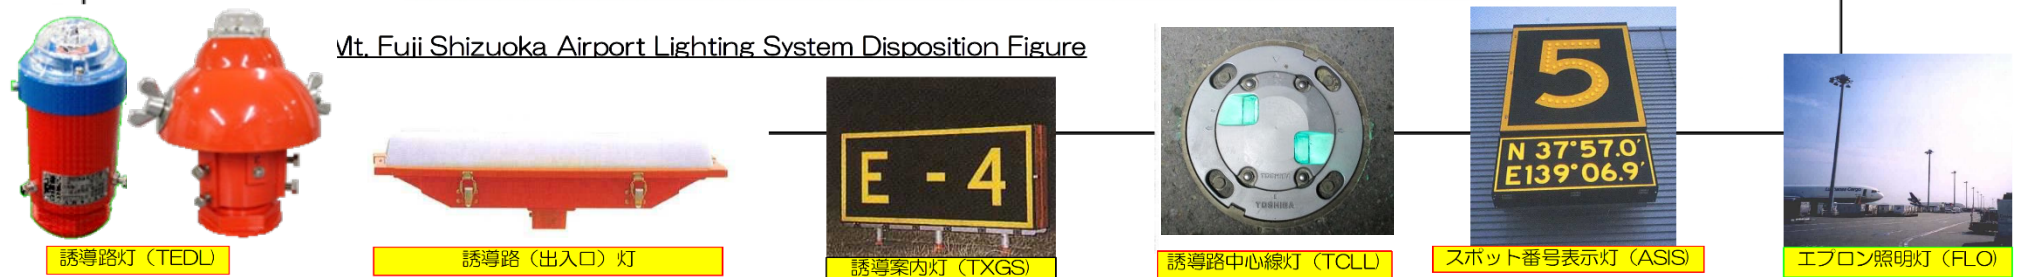 Mt. Fuji Shizuoka Airport Lighting System Disposition Figure
誘導路灯（TEDL)
誘導路（出入口）灯
E - 4
誘導案内灯（TXGS)
TOSHIBA
誘導路中心線灯（TCLL)
5
N 37°57.0'
E139°06.9'
スポット番号表示灯（ASIS)
エプロン照明灯（FLO)